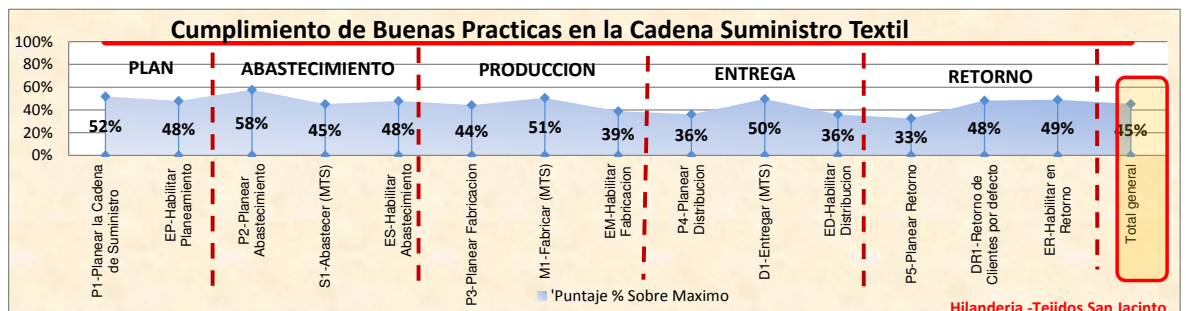 Cumplimiento de Buenas Practicas en la Cadena Suministro Textil
100%
80%
60%
40%
20%
0%
PLAN
ABASTECIMIENTO
PRODUCCION
ENTREGA
RETORNO
52%
48%
58%
45%
48%
44%
51%
39%
36%
50%
36%
33%
48%
49%
45%
P1-Planear la Cadena
de Suministro
EP-Habilitar
Planeamiento
P2-Planear
Abastecimiento
S1-Abastecer (MTS)
ES-Habilitar
Abastecimiento
P3-Planear Fabricacion
M1-Fabricar (MTS)
EM-Habilitar
Fabricacion
P4-Planear
Distribucion
D1-Entregar (MTS)
ED-Habilitar
Distribucion
P5-Planear Retorno
DR1-Retorno de
Clientes por defecto
ER-Habilitar en
Retorno
Total general
'Puntaje % Sobre Maximo
Hilanderia -Tejidos San Jacinto